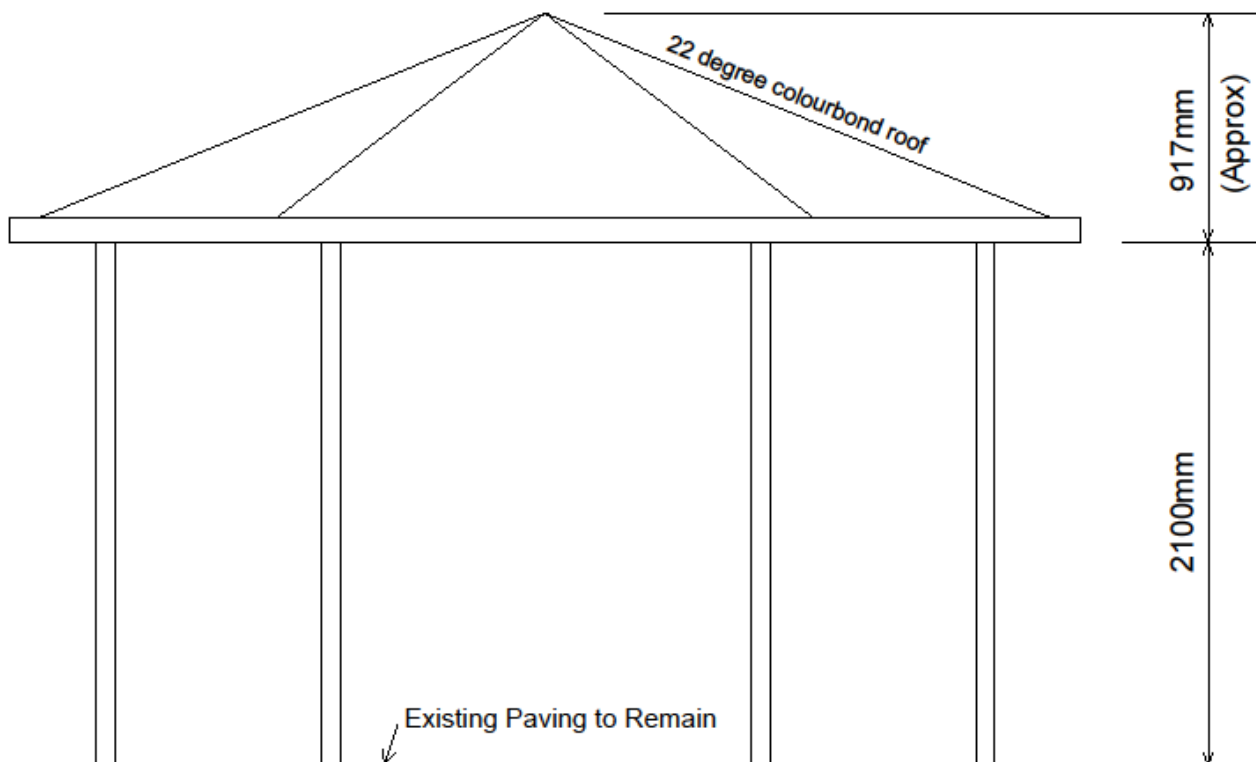 22 degree colourbond roof
917mm
(Approx)
2100mm
Existing Paving to Remain